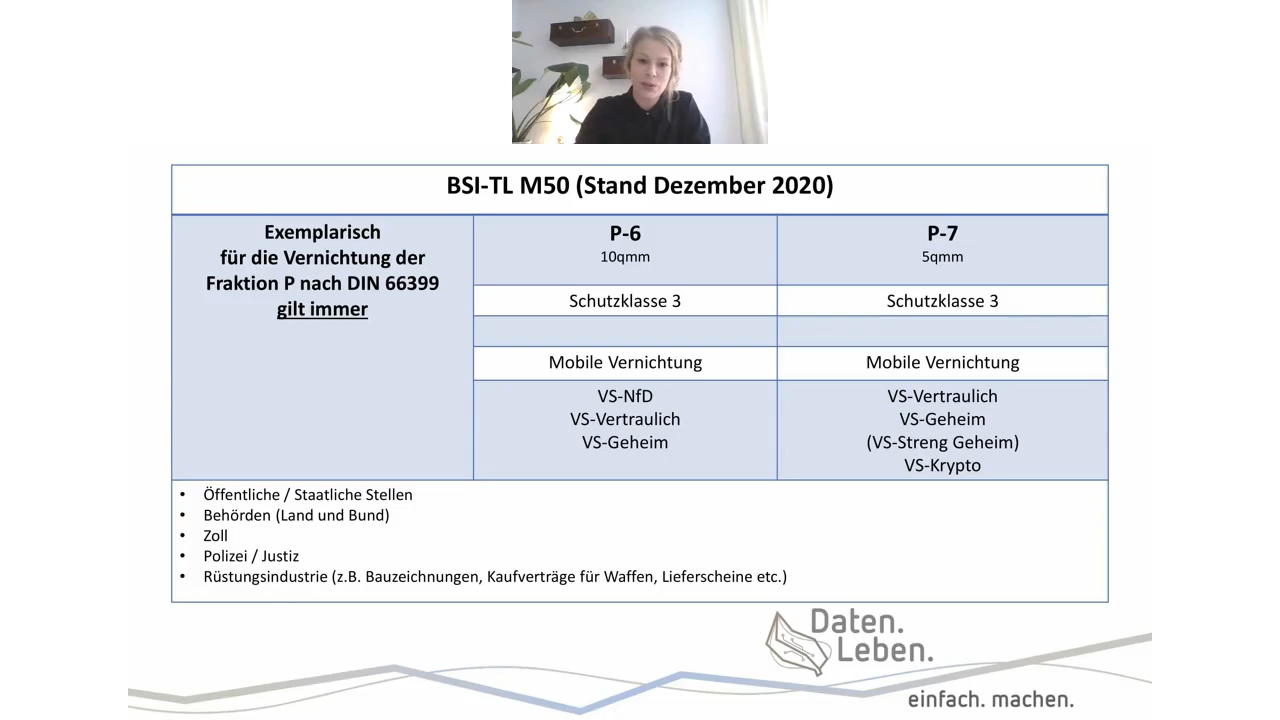 BSI-TL M50 (Stand Dezember 2020)
Exemplarisch
für die Vernichtung der
Fraktion P nach DIN 66399
gilt immer
P-6
10qmm
P-7
5qmm
Schutzklasse 3
Schutzklasse 3
Mobile Vernichtung
Mobile Vernichtung
VS-NfD
VS-Vertraulich
VS-Geheim
VS-Vertraulich
VS-Geheim
(VS-Streng Geheim)
VS-Krypto
• Öffentliche / Staatliche Stellen
• Behörden (Land und Bund)
• Zoll
• Polizei / Justiz
• Rüstungsindustrie (z.B. Bauzeichnungen, Kaufverträge für Waffen, Lieferscheine etc.)
Daten.
Leben.
einfach. machen.